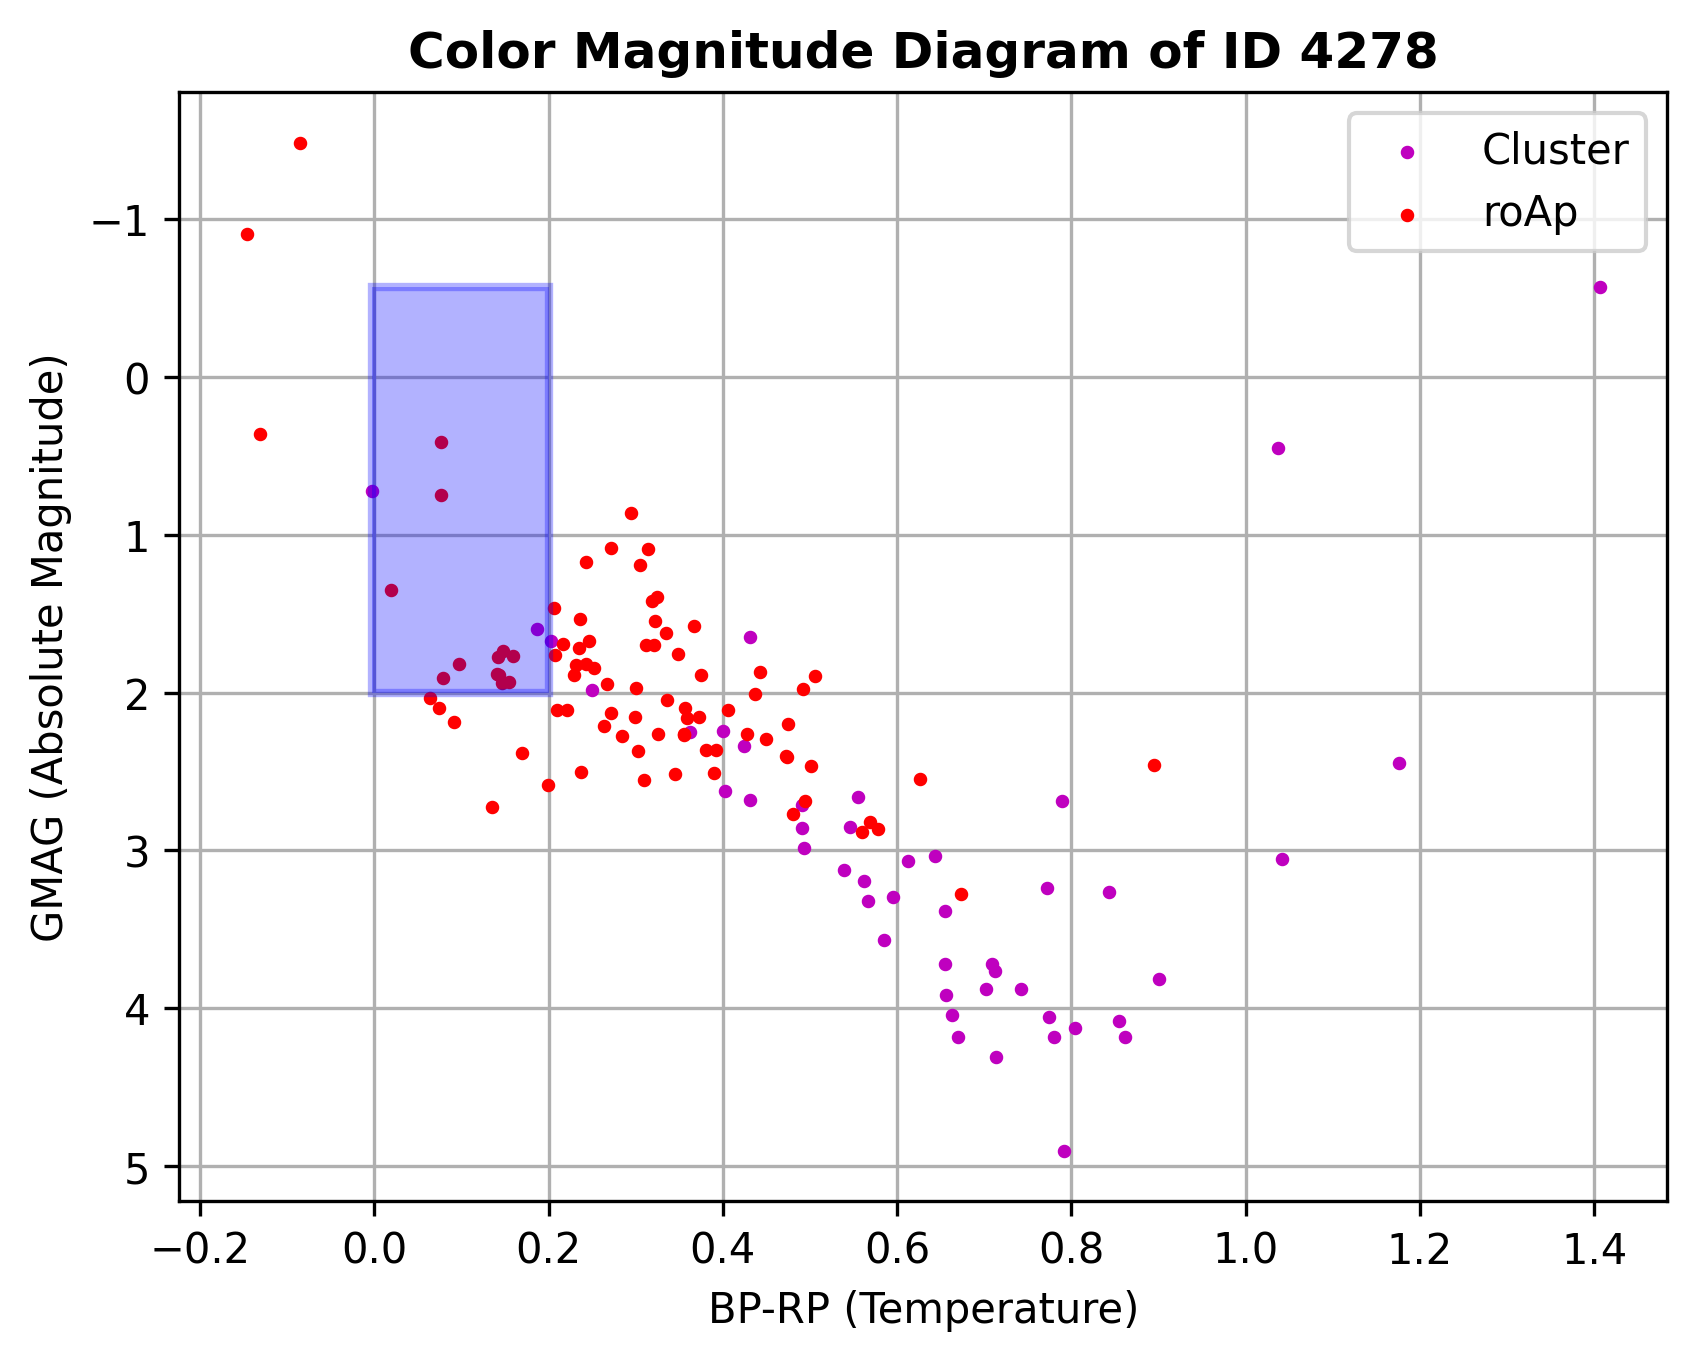 Color Magnitude Diagram of ID 4278
Cluster
roAp
GMAG (Absolute Magnitude)
−1
0
1
2
3
4
5
−0.2 0.0 0.2 0.4 0.6 0.8 1.0 1.2 1.4
BP-RP (Temperature)